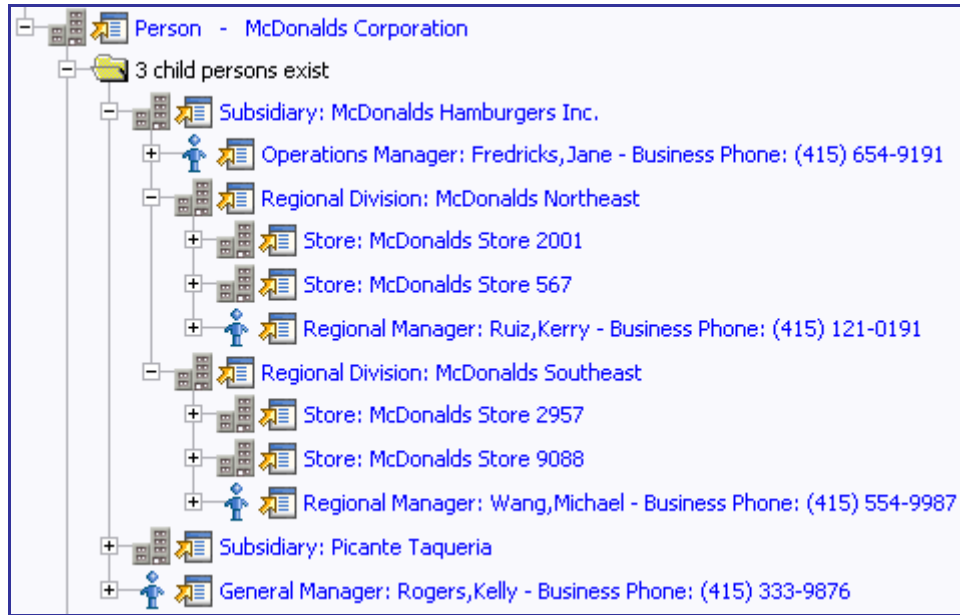 Person - McDonalds Corporation
3 child persons exist
Subsidiary: McDonalds Hamburgers Inc.
Operations Manager: Fredricks,Jane - Business Phone: (415) 654-9191
Regional Division: McDonalds Northeast
Store: McDonalds Store 2001
Store: McDonalds Store 567
Regional Manager: Ruiz,Kerry - Business Phone: (415) 121-0191
Regional Division: McDonalds Southeast
Store: McDonalds Store 2957
Store: McDonalds Store 9088
Regional Manager: Wang,Michael - Business Phone: (415) 554-9987
Subsidiary: Picante Taqueria
General Manager: Rogers,Kelly - Business Phone: (415) 333-9876